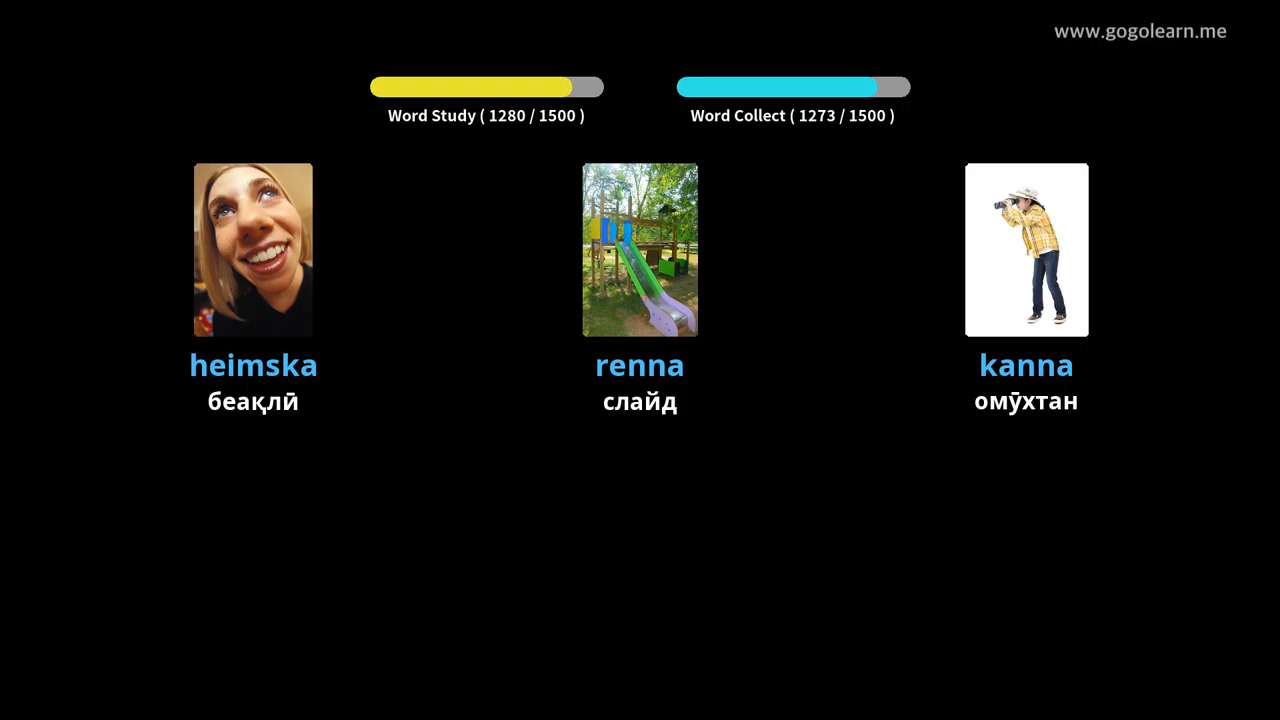 www.gogolearn.me
Word Study ( 1280 / 1500 )
Word Collect ( 1273 / 1500 )
heimska
renna
kanna
беақлӣ
слайд
омӯхтан